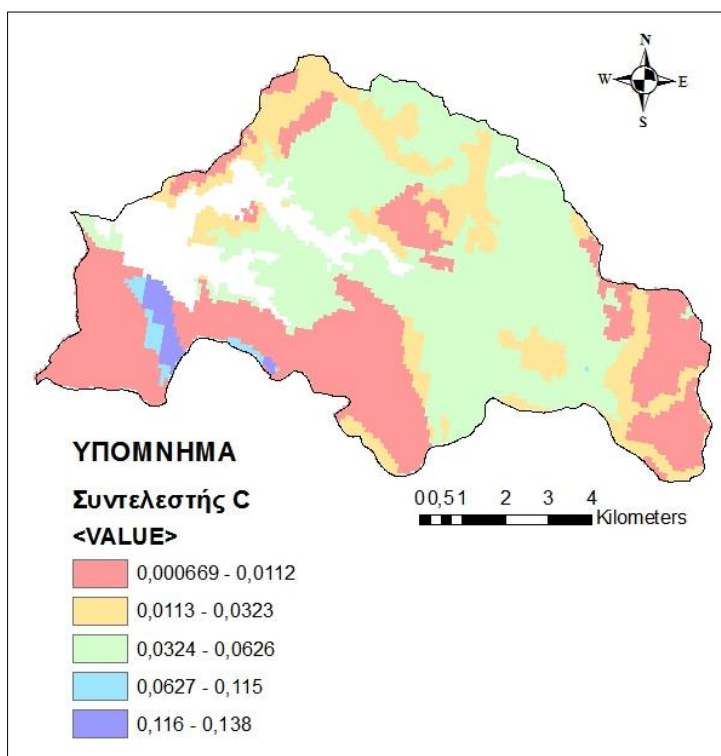 N
W E
S
ΥΠΟΜΝΗΜΑ
Συντελεστής C
<VALUE>
0,000669 - 0,0112
0,0113 - 0,0323
0,0324 - 0,0626
0,0627 - 0,115
0,116 - 0,138
0 0,5 1 2 3 4
Kilometers